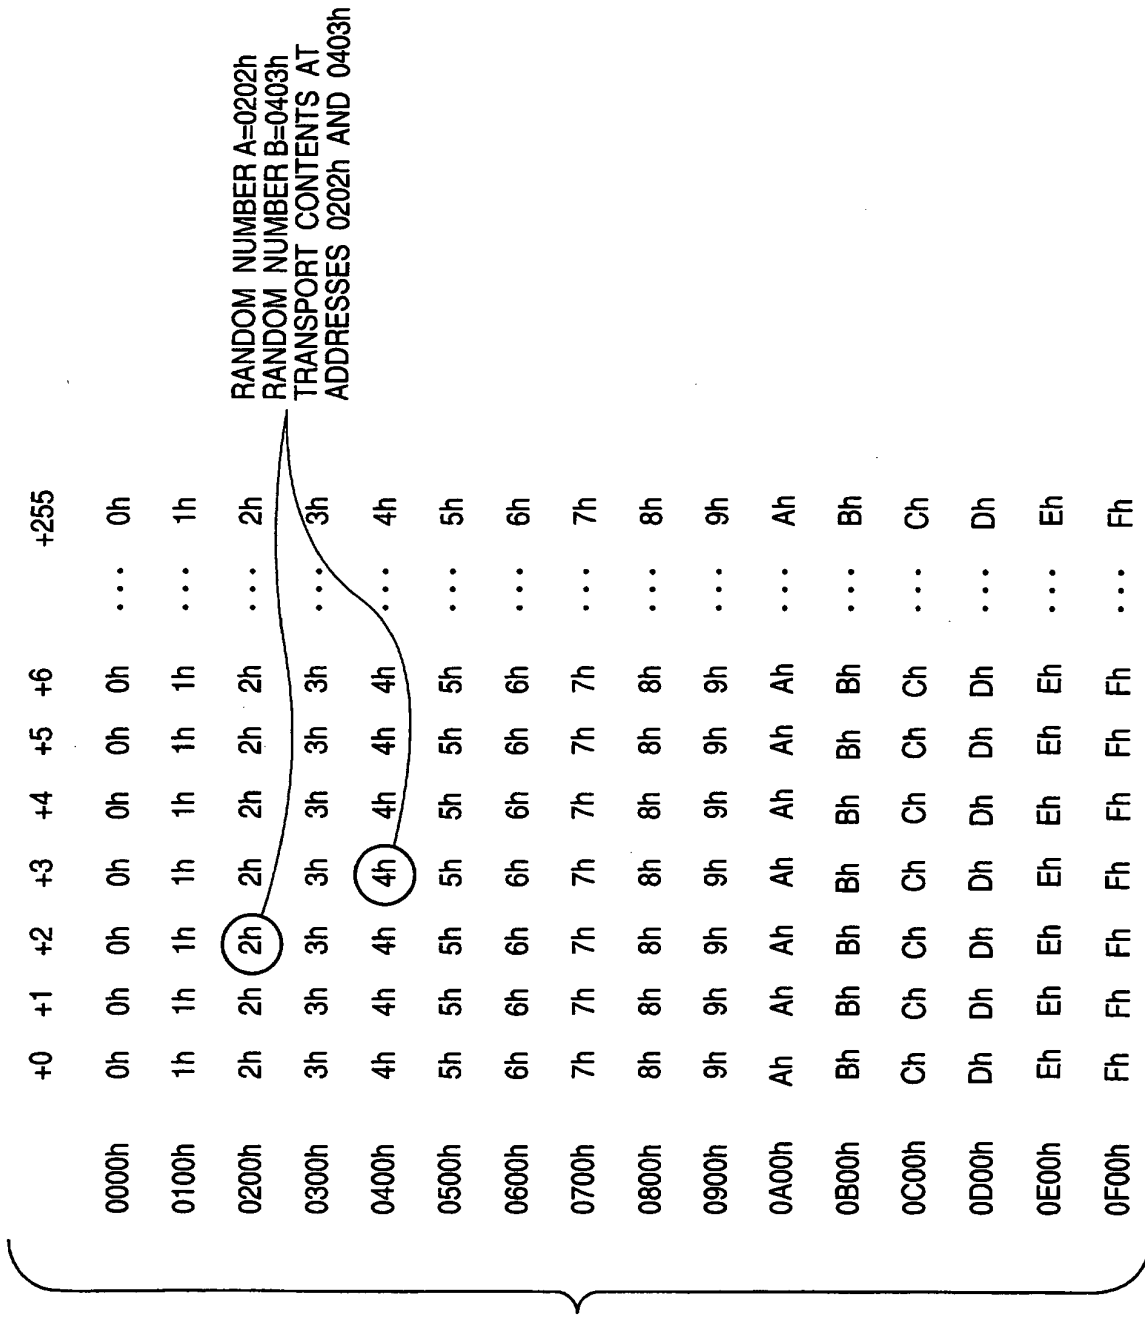 +0 +1 +2 +3 +4 +5 +6 +255
0000h 0h 0h 0h 0h 0h 0h 0h ... 0h
0100h 1h 1h 1h 1h 1h 1h 1h ... 1h
0200h 2h 2h 2h 2h 2h 2h 2h ... 2h
0300h 3h 3h 3h 3h 3h 3h 3h ... 3h
0400h 4h 4h 4h 4h 4h 4h 4h ... 4h
0500h 5h 5h 5h 5h 5h 5h 5h ... 5h
0600h 6h 6h 6h 6h 6h 6h 6h ... 6h
0700h 7h 7h 7h 7h 7h 7h 7h ... 7h
0800h 8h 8h 8h 8h 8h 8h 8h ... 8h
0900h 9h 9h 9h 9h 9h 9h 9h ... 9h
0A00h Ah Ah Ah Ah Ah Ah Ah ... Ah
0B00h Bh Bh Bh Bh Bh Bh Bh ... Bh
0C00h Ch Ch Ch Ch Ch Ch Ch ... Ch
0D00h Dh Dh Dh Dh Dh Dh Dh ... Dh
0E00h Eh Eh Eh Eh Eh Eh Eh ... Eh
0F00h Fh Fh Fh Fh Fh Fh Fh ... Fh
RANDOM NUMBER A=0202h
RANDOM NUMBER B=0403h
TRANSPORT CONTENTS AT
ADDRESSES 0202h AND 0403h